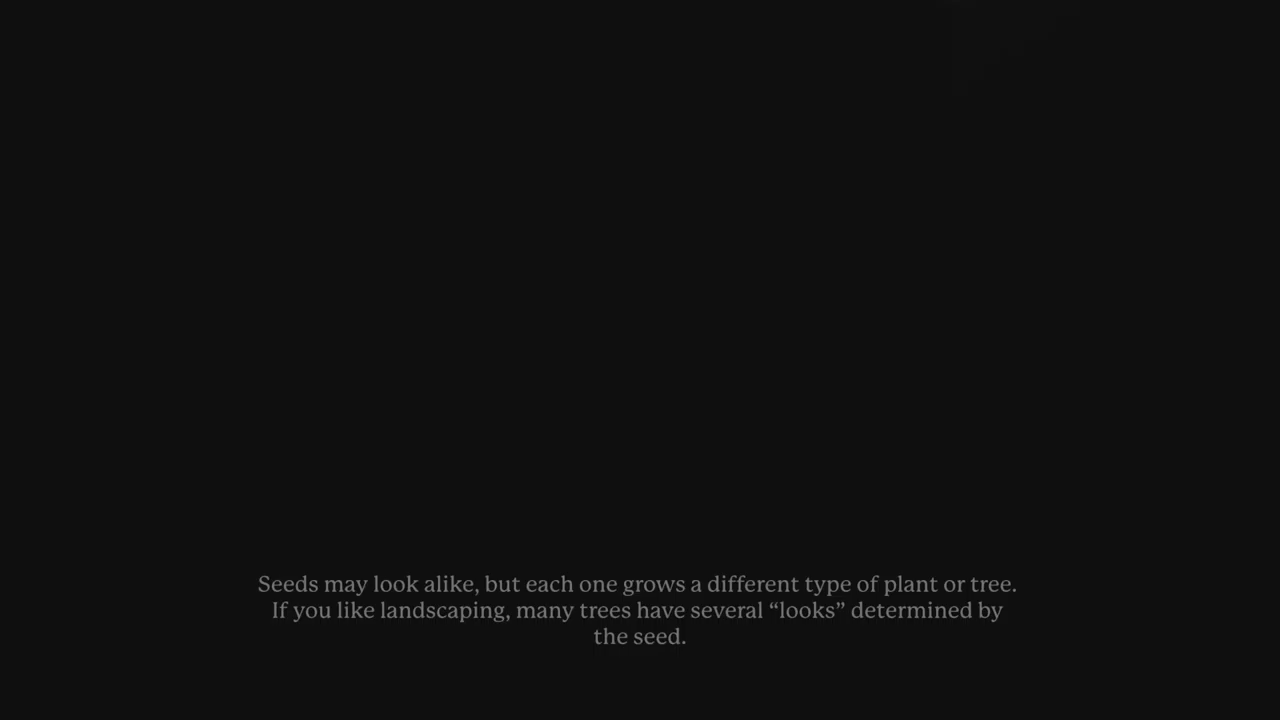 Seeds may look alike, but each one grows a different type of plant or tree.
If you like landscaping, many trees have several “looks” determined by
the seed.